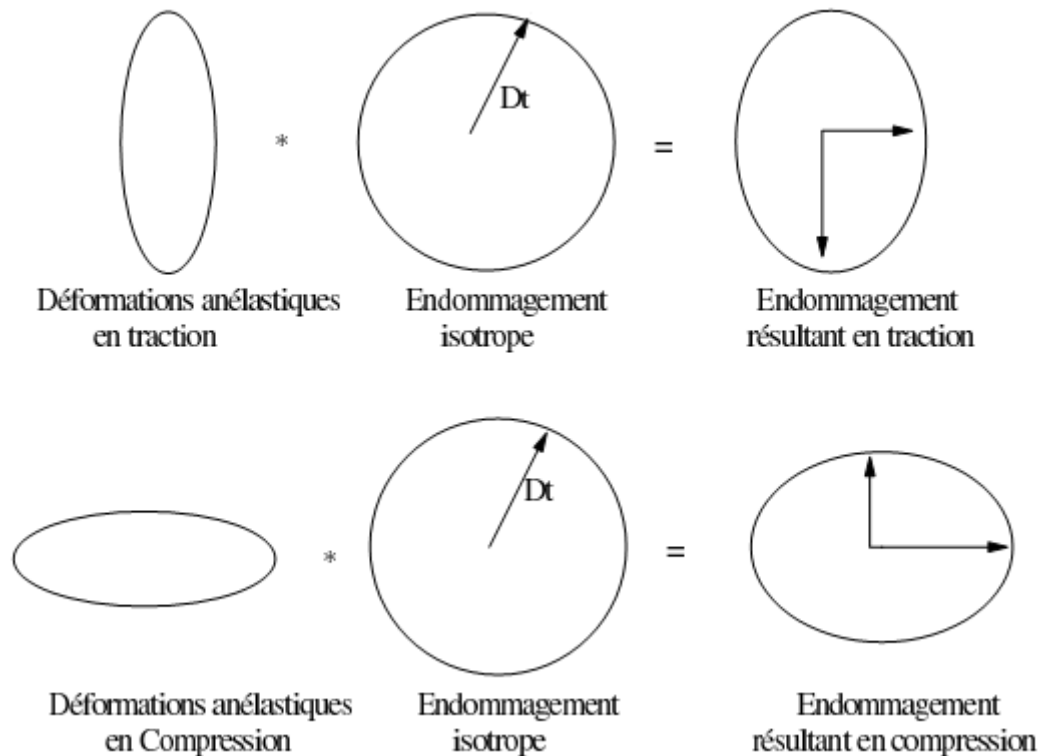 Dt
*
=
Déformations anélastiques
en traction
Endommagement
isotrope
Endommagement
résultant en traction
Dt
*
=
Déformations anélastiques
en Compression
Endommagement
isotrope
Endommagement
résultant en compression